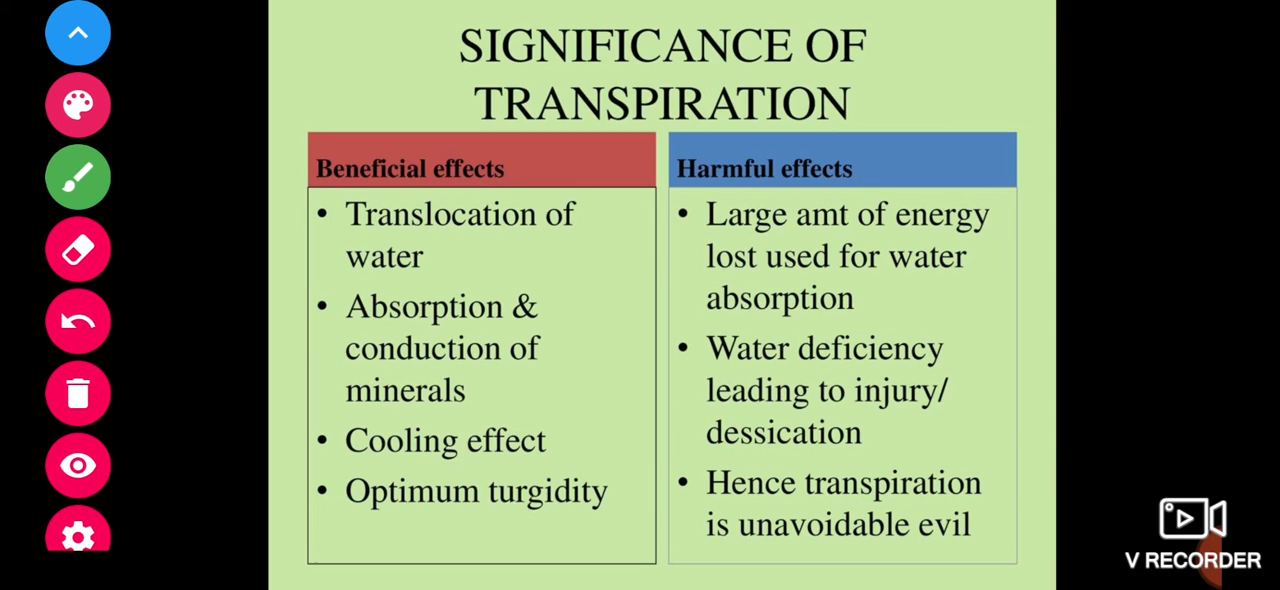 SIGNIFICANCE OF
TRANSPIRATION
Beneficial effects
• Translocation of
water
• Absorption &
conduction of
minerals
• Cooling effect
• Optimum turgidity
Harmful effects
• Large amt of energy
lost used for water
absorption
• Water deficiency
leading to injury/
dessication
• Hence transpiration
is unavoidable evil
V RECORDER